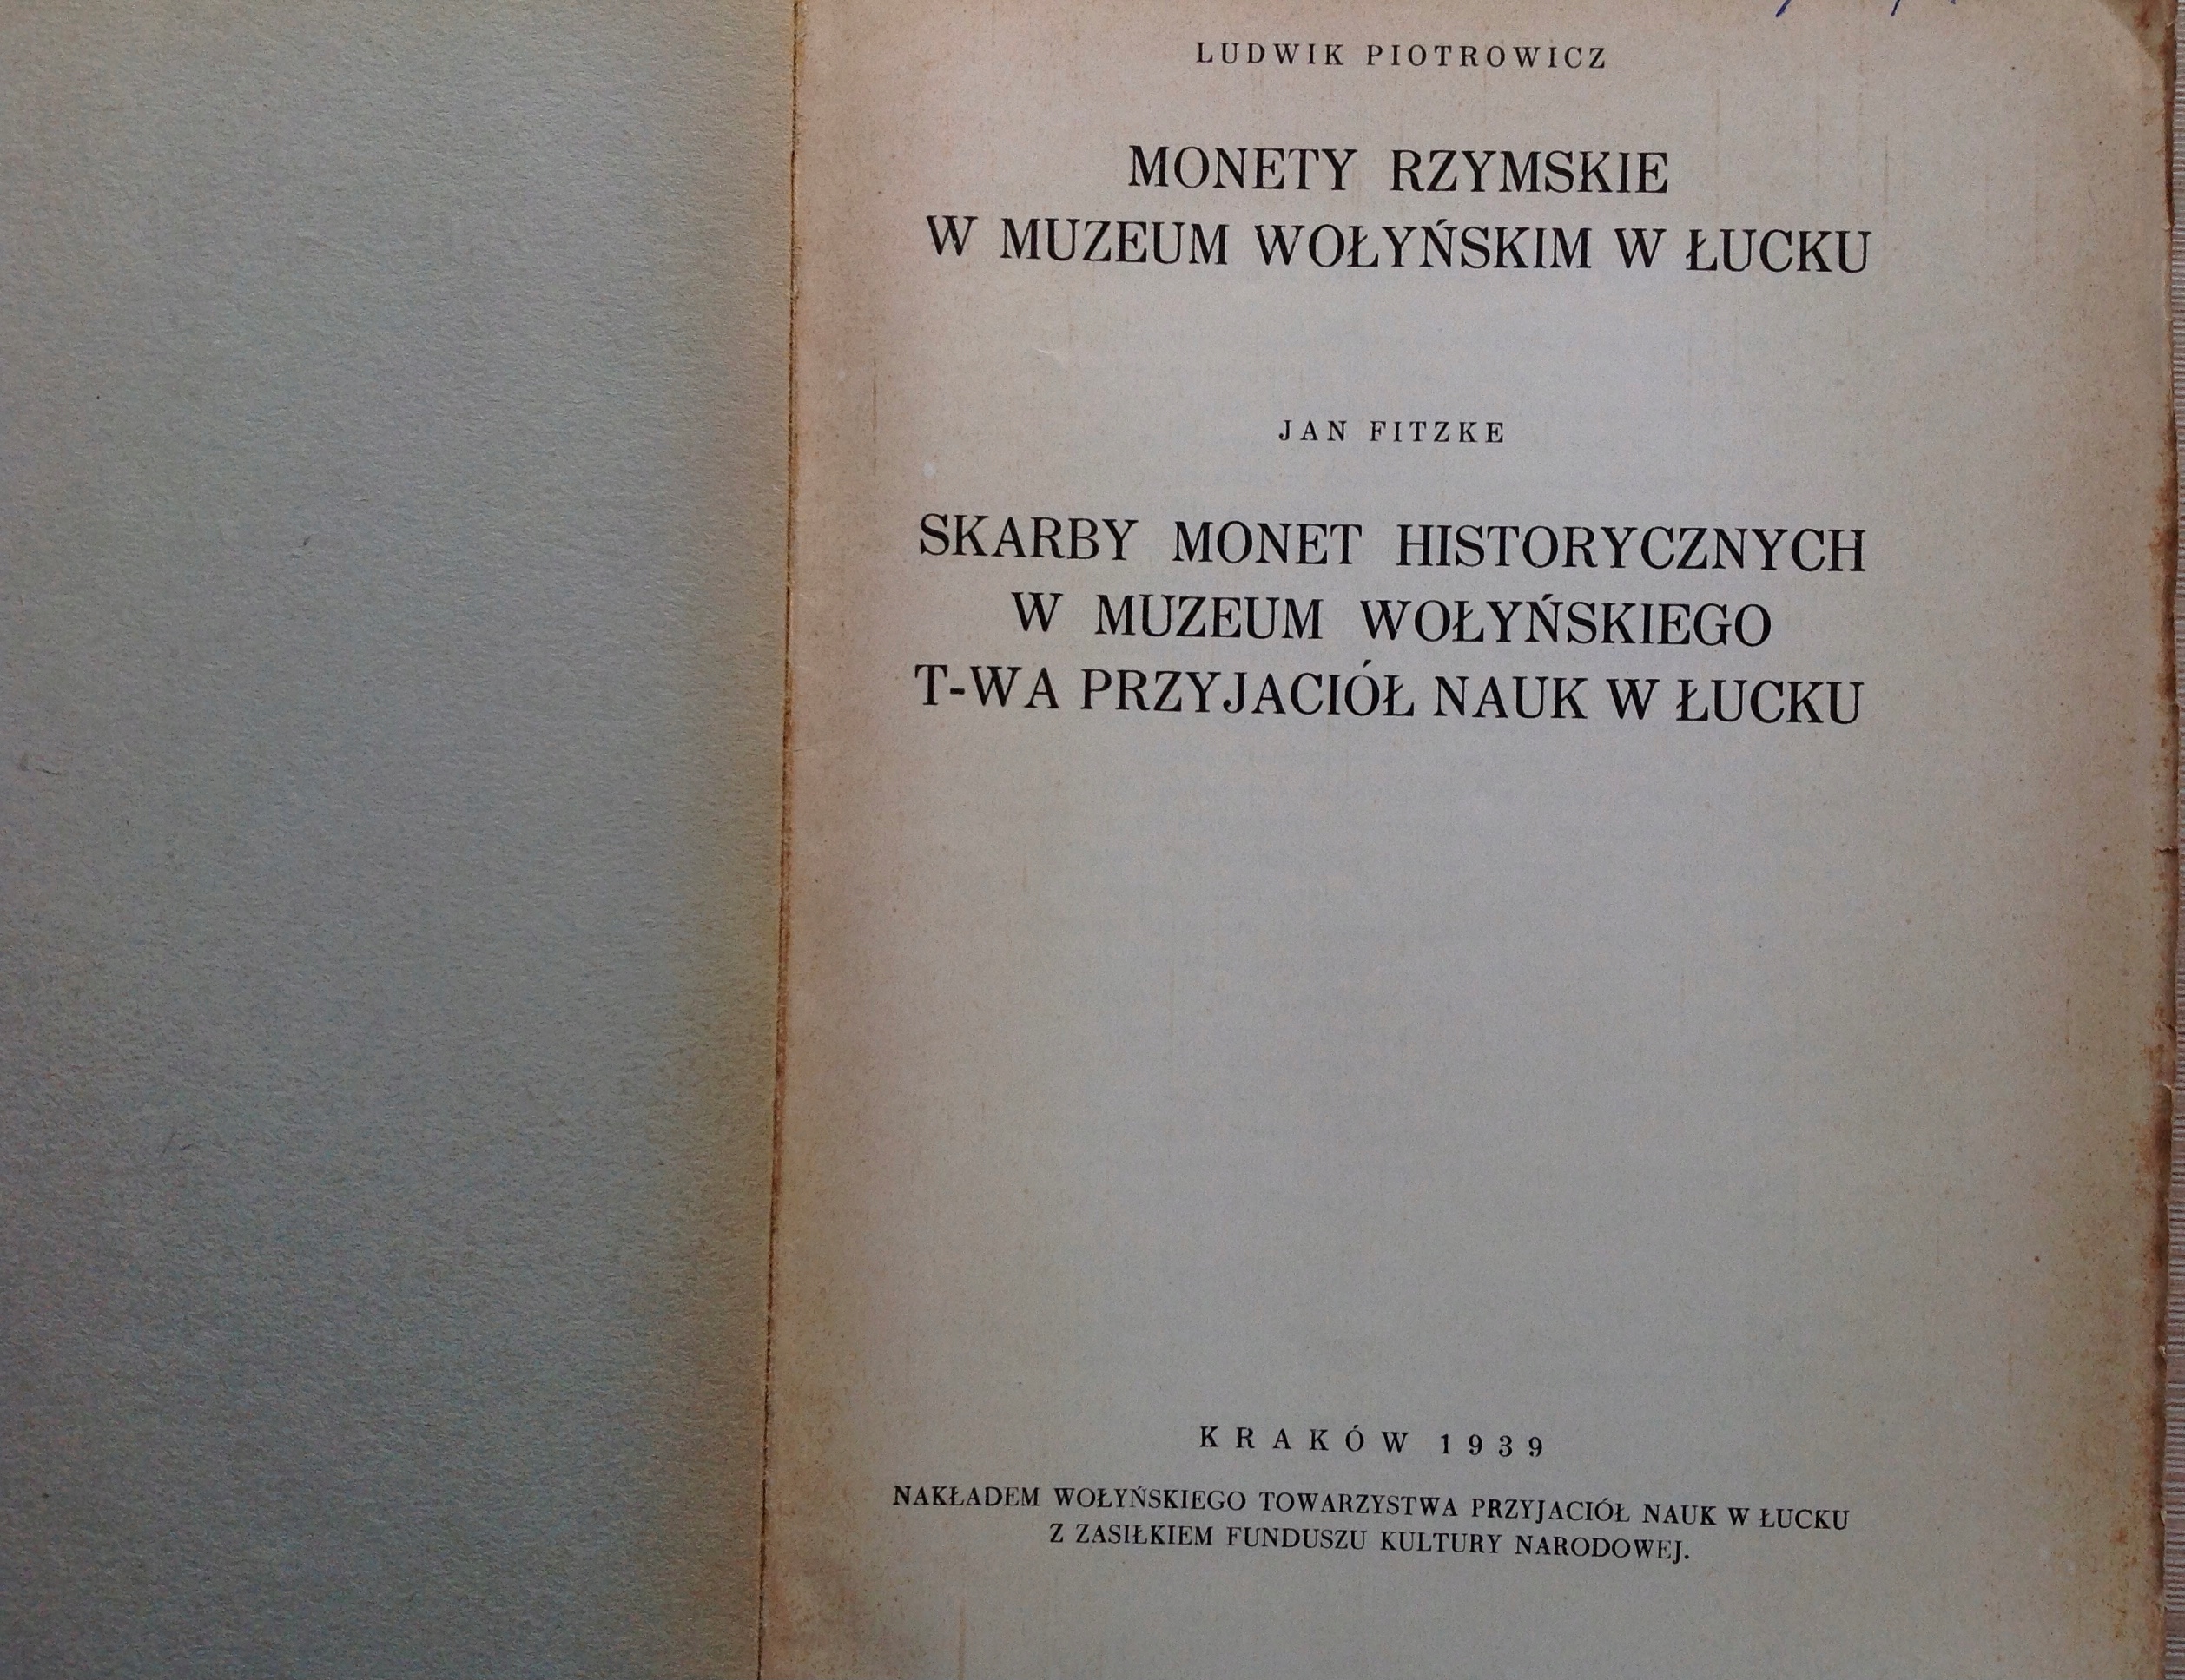 LUDWIK PIOTROWICZ
MONETY RZYMSKIE
W MUZEUM WOŁYŃSKIM W ŁUCKU
JAN FITZKE
SKARBY MONET HISTORYCZNYCH
W MUZEUM WOŁYŃSKIEGO
T-WA PRZYJACIÓŁ NAUK W ŁUCKU
KRAKÓW 1939
NAKŁADEM WOŁYŃSKIEGO TOWARZYSTWA PRZYJACIÓŁ NAUK W ŁUCKU
Z ZASIŁKIEM FUNDUSZU KULTURY NARODOWEJ.